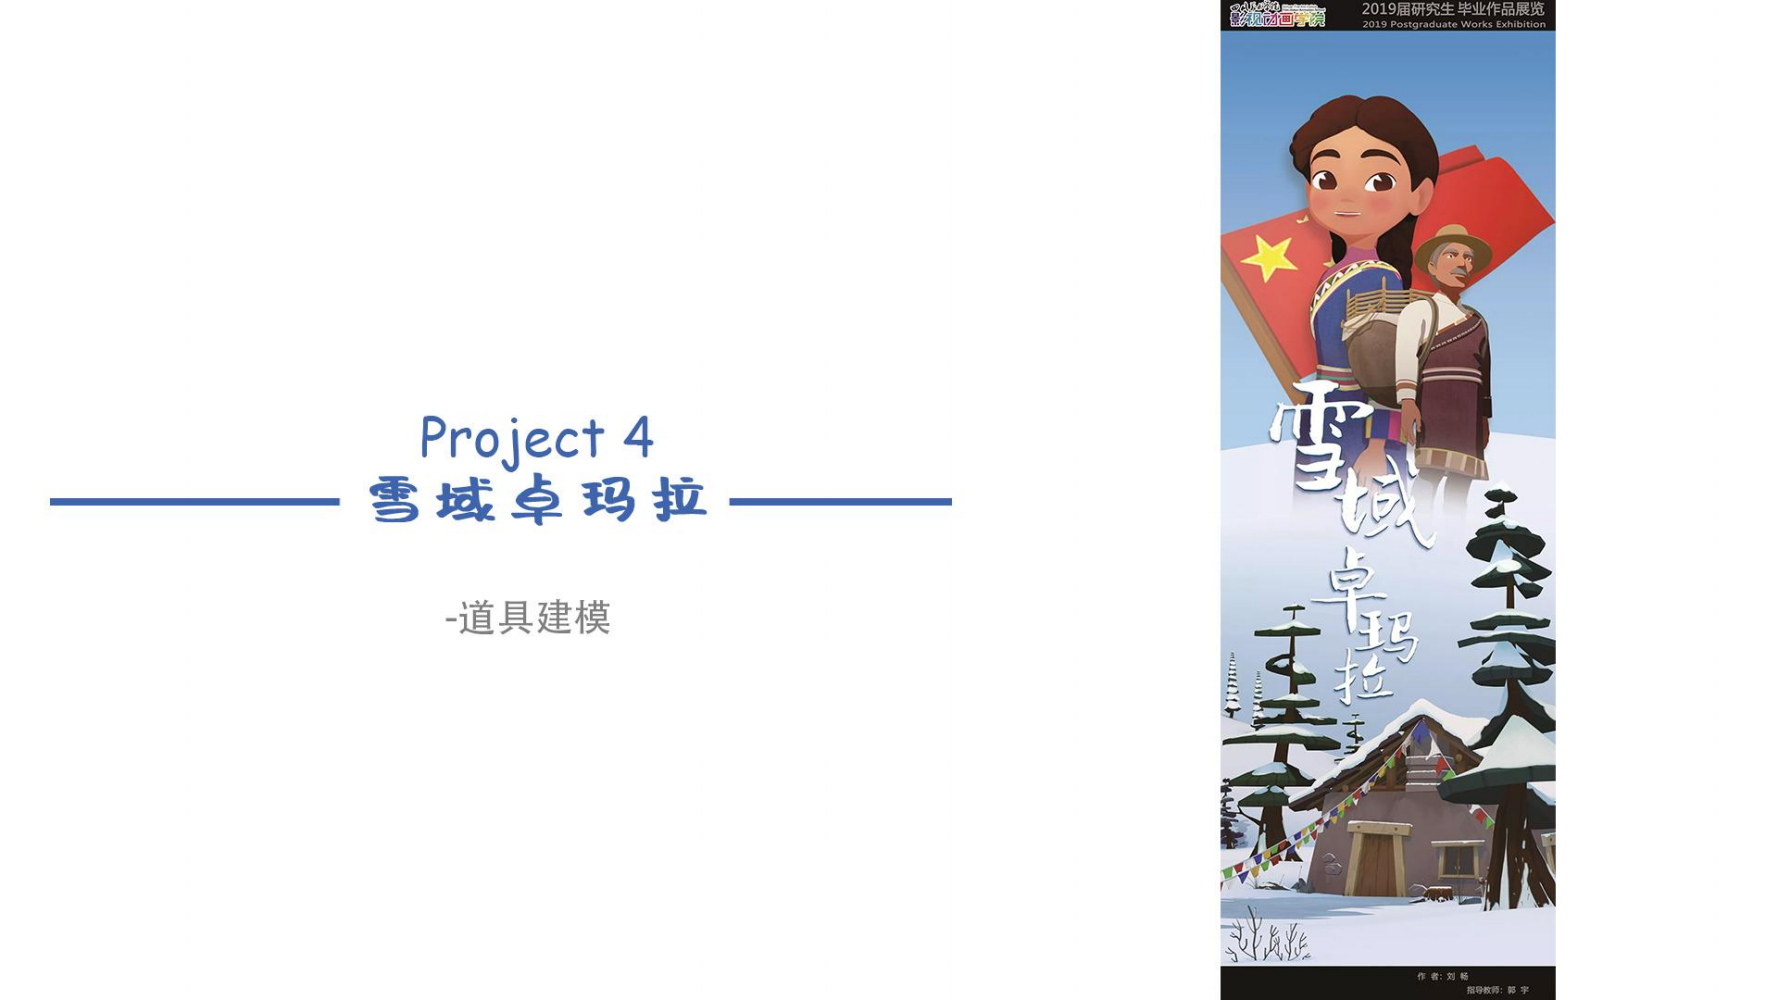 Project 4
雪域卓玛拉
-道具建模
影视动画学院
2019届研究生 毕业作品展览
2019 Postgraduate Works Exhibition
雪域卓玛拉
作 者：刘 畅
指导教师：郭 宇